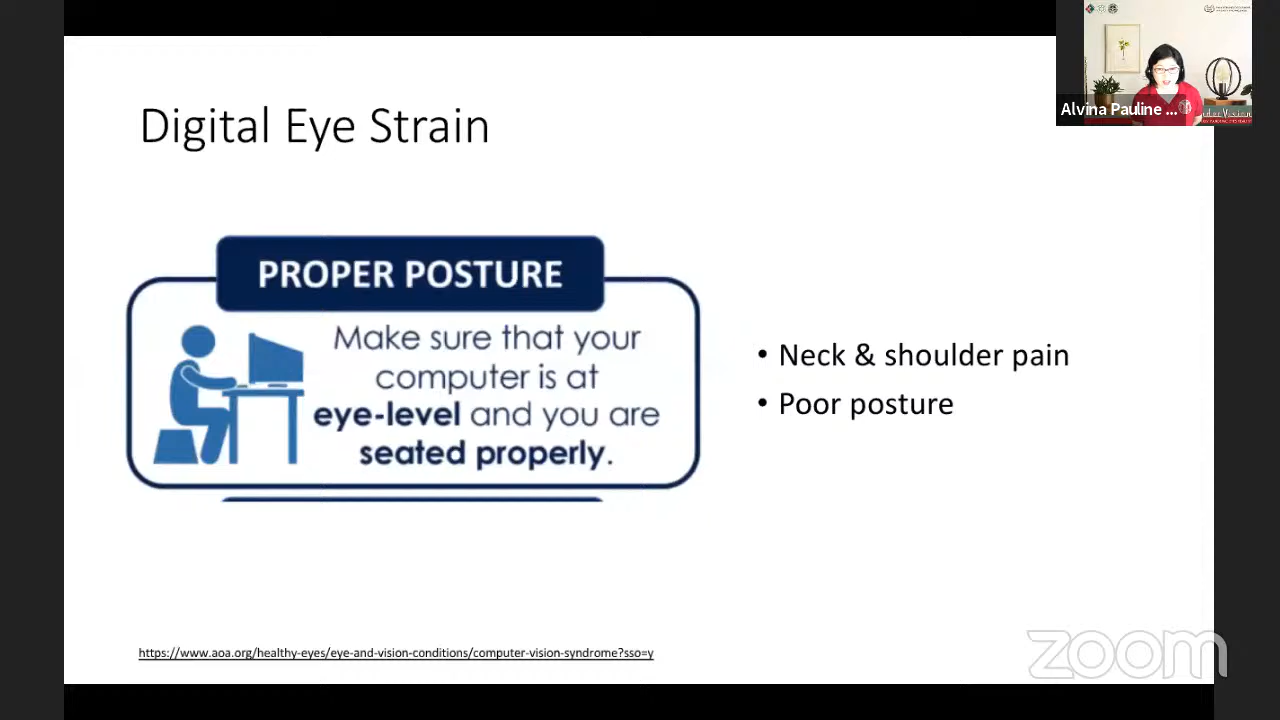 Digital Eye Strain
PROPER POSTURE
Make sure that your
computer is at
eye-level and you are
seated properly.
• Neck & shoulder pain
• Poor posture
https://www.aoa.org/healthy-eyes/eye-and-vision-conditions/computer-vision-syndrome?sso=y
Alvina Pauline ...
zoom